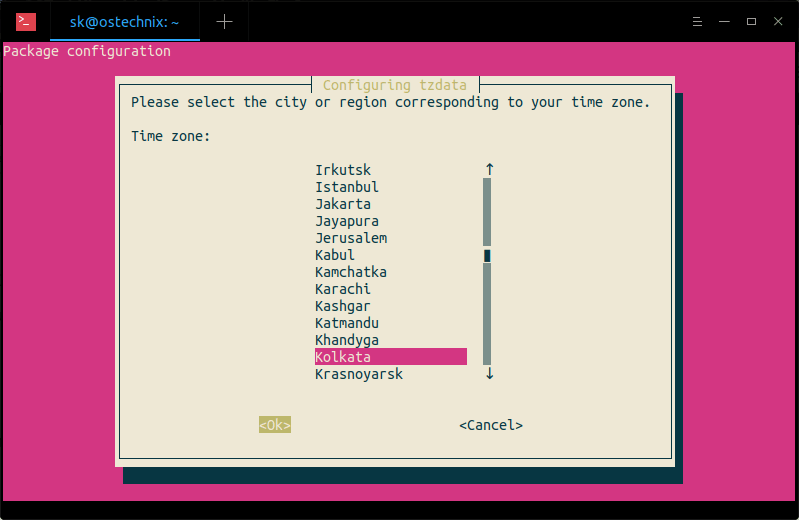 sk@ostechnix: ~
Package configuration
Configuring tzdata
Please select the city or region corresponding to your time zone.
Time zone:
Irkutsk
Istanbul
Jakarta
Jayapura
Jerusalem
Kabul
Kamchatka
Karachi
Kashgar
Katmandu
Khandyga
Kolkata
Krasnoyarsk
<Ok> <Cancel>